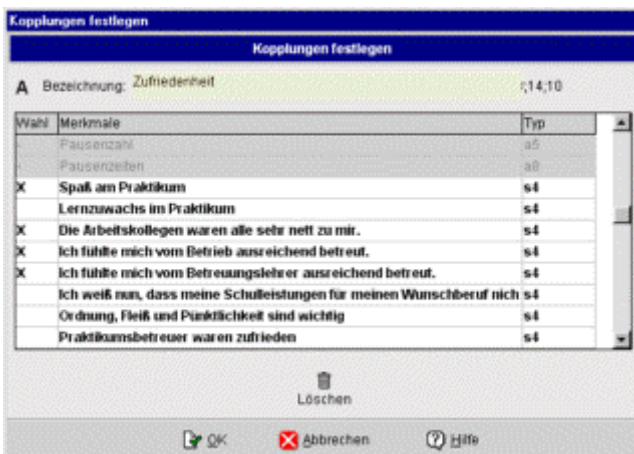 Kopplungen festlegen
Kopplungen festlegen
A Bezeichnung: Zufriedenheit ;14;10
Wahl Merkmale Typ
- Pausenzahl a5
- Pausenzeiten a8
X Spaß am Praktikum s4
Lernzuwachs im Praktikum s4
X Die Arbeitskollegen waren alle sehr nett zu mir. s4
X Ich fühlte mich vom Betrieb ausreichend betreut. s4
X Ich fühlte mich vom Betreuungslehrer ausreichend betreut. s4
Ich weiß nun, dass meine Schulleistungen für meinen Wunschberuf nich s4
Ordnung, Fleiß und Pünktlichkeit sind wichtig s4
Praktikumsbetreuer waren zufrieden s4
Löschen
OK Abbrechen Hilfe